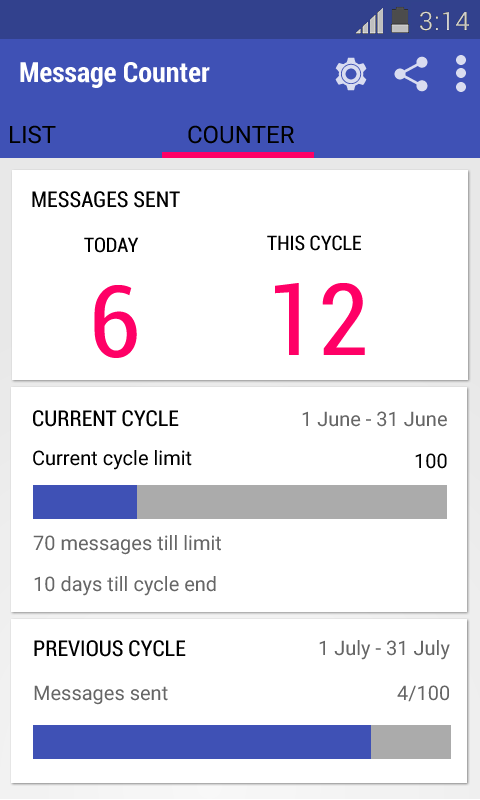 3:14
Message Counter
LIST COUNTER
MESSAGES SENT
TODAY THIS CYCLE
6 12
CURRENT CYCLE 1 June - 31 June
Current cycle limit 100
70 messages till limit
10 days till cycle end
PREVIOUS CYCLE 1 July - 31 July
Messages sent 4/100